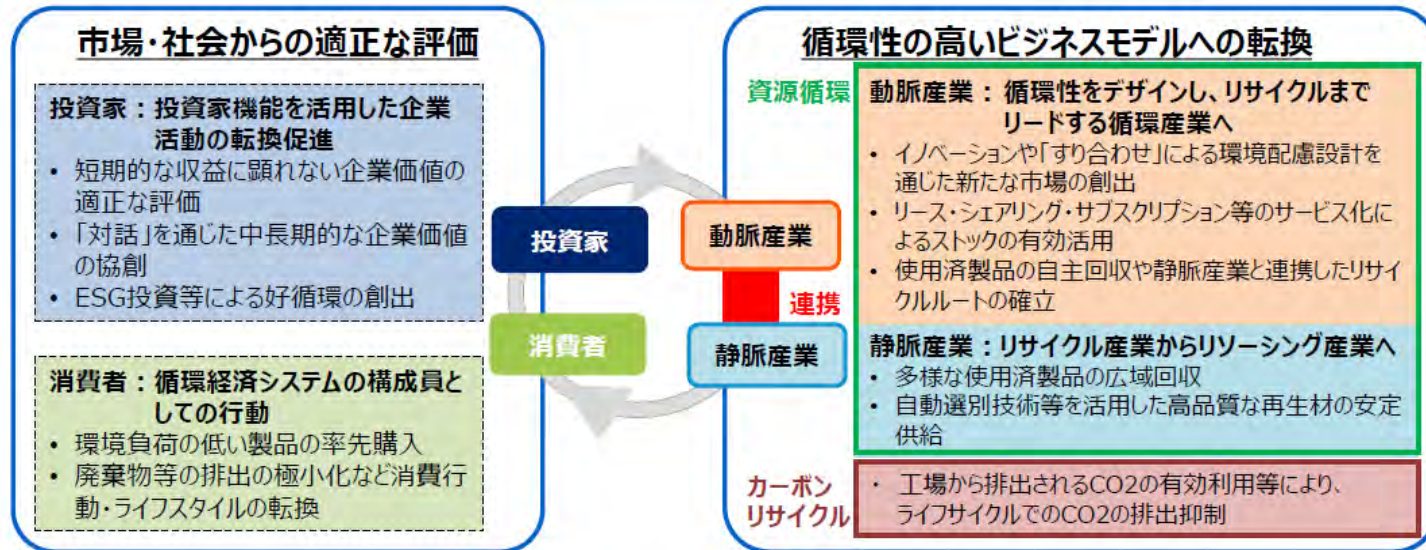 市場・社会からの適正な評価
投資家：投資家機能を活用した企業
活動の転換促進
• 短期的な収益に顕れない企業価値の
適正な評価
• 「対話」を通じた中長期的な企業価値
の協創
• ESG投資等による好循環の創出
消費者：循環経済システムの構成員と
しての行動
• 環境負荷の低い製品の率先購入
• 廃棄物等の排出の極小化など消費行
動・ライフスタイルの転換
投資家
消費者
動脈産業
連携
静脈産業
循環性の高いビジネスモデルへの転換
資源循環
動脈産業：循環性をデザインし、リサイクルまで
リードする循環産業へ
• イノベーションや「すり合わせ」による環境配慮設計を
通じた新たな市場の創出
• リース・シェアリング・サブスクリプション等のサービス化に
よるストックの有効活用
• 使用済製品の自主回収や静脈産業と連携したリサイ
クルルートの確立
静脈産業：リサイクル産業からリソーシング産業へ
• 多様な使用済製品の広域回収
• 自動選別技術等を活用した高品質な再生材の安定
供給
カーボン
リサイクル
・ 工場から排出されるCO2の有効利用等により、
ライフサイクルでのCO2の排出抑制